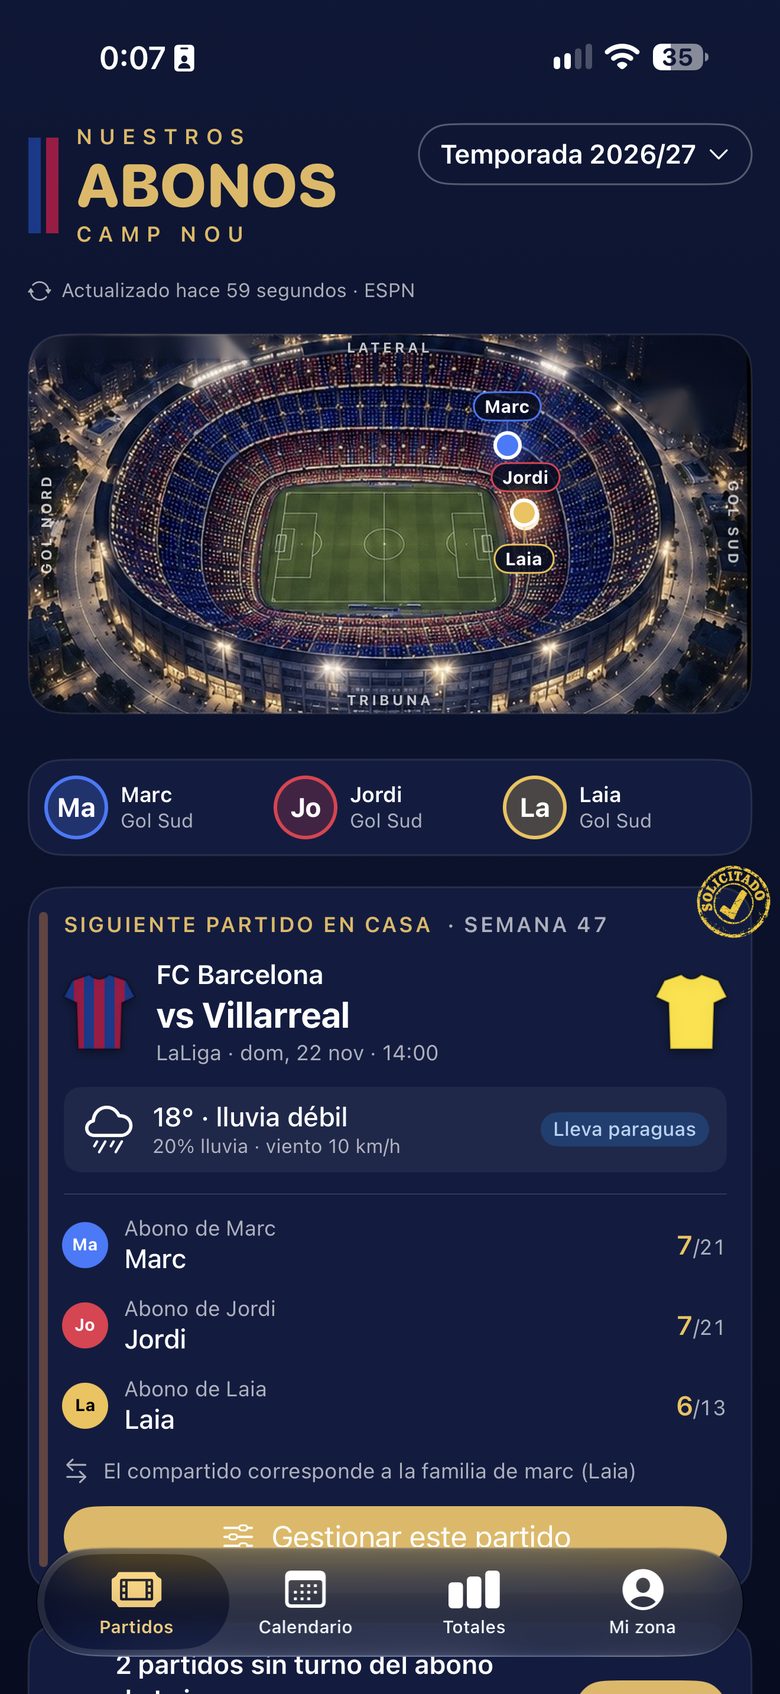 0:07
35
NUESTROS
ABONOS
CAMP NOU
Temporada 2026/27
Actualizado hace 59 segundos · ESPN
LATERAL
Marc
Jordi
Laia
GOL NORD
GOL SUD
TRIBUNA
Ma
Marc
Gol Sud
Jo
Jordi
Gol Sud
La
Laia
Gol Sud
SOLICITADO
SIGUIENTE PARTIDO EN CASA · SEMANA 47
FC Barcelona
vs Villarreal
LaLiga · dom, 22 nov · 14:00
18° · lluvia débil
20% lluvia · viento 10 km/h
Lleva paraguas
Ma
Abono de Marc
Marc
7/21
Jo
Abono de Jordi
Jordi
7/21
La
Abono de Laia
Laia
6/13
El compartido corresponde a la familia de marc (Laia)
Gestionar este partido
Partidos
Calendario
Totales
Mi zona
2 partidos sin turno del abono